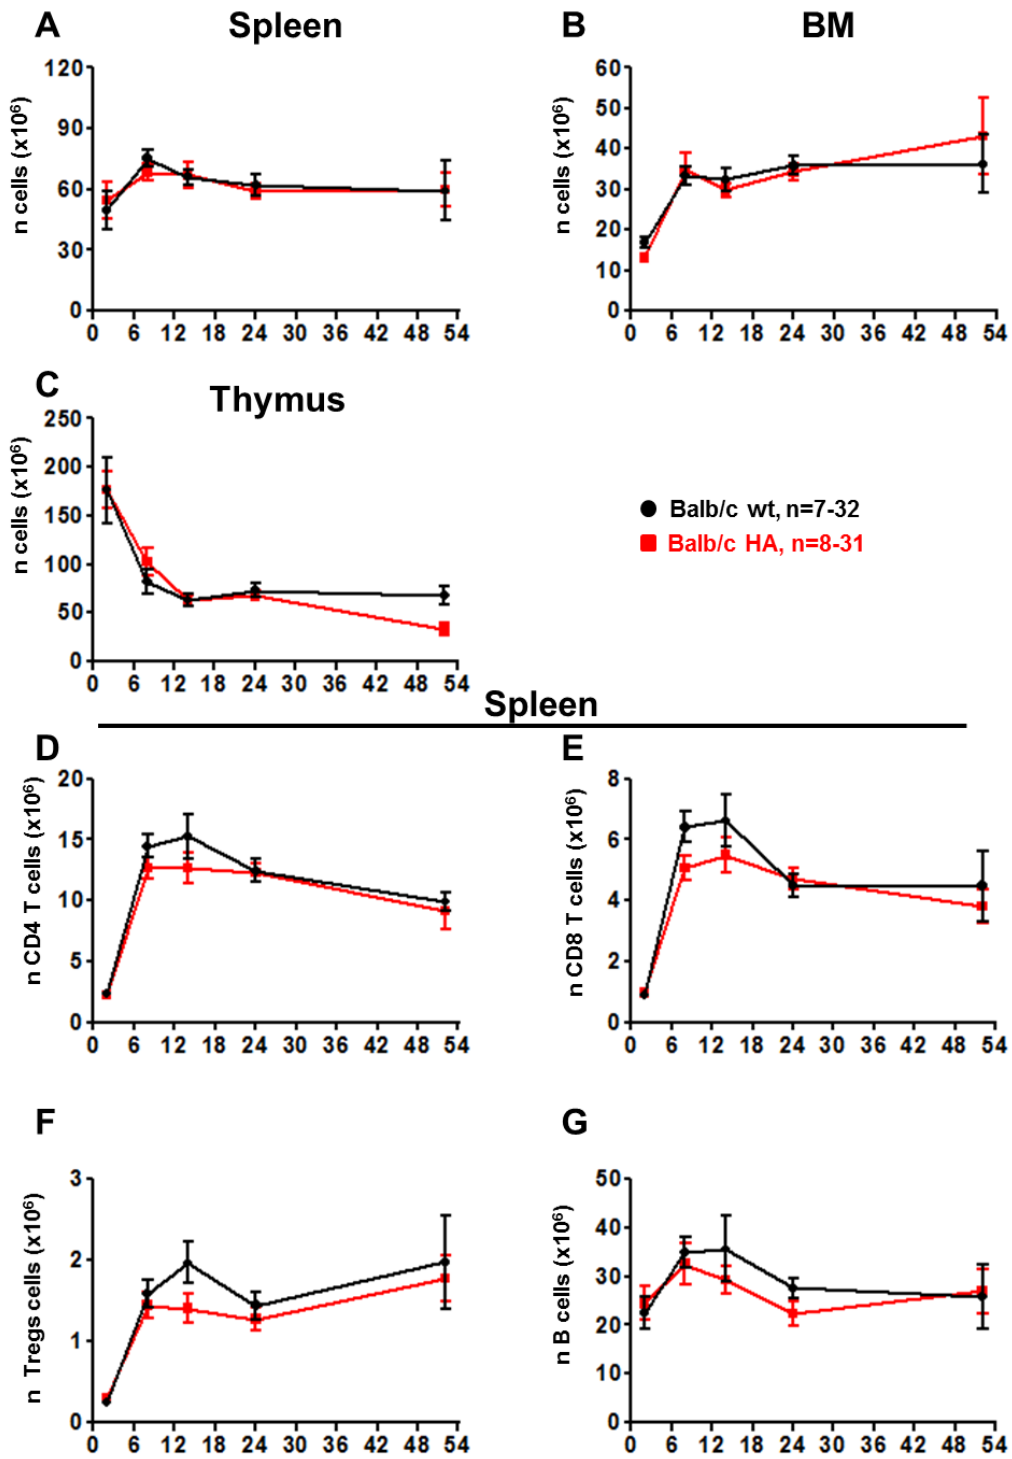 A Spleen
n cells (x10⁶)
120
90
60
30
0
0 6 12 18 24 30 36 42 48 54
B BM
n cells (x10⁶)
60
50
40
30
20
10
0
0 6 12 18 24 30 36 42 48 54
C Thymus
n cells (x10⁶)
250
200
150
100
50
0
0 6 12 18 24 30 36 42 48 54
Balb/c wt, n=7-32
Balb/c HA, n=8-31
Spleen
D
n CD4 T cells (x10⁶)
20
15
10
5
0
0 6 12 18 24 30 36 42 48 54
E
n CD8 T cells (x10⁶)
8
6
4
2
0
0 6 12 18 24 30 36 42 48 54
F
n Tregs cells (x10⁶)
3
2
1
0
0 6 12 18 24 30 36 42 48 54
G
n B cells (x10⁶)
50
40
30
20
10
0
0 6 12 18 24 30 36 42 48 54